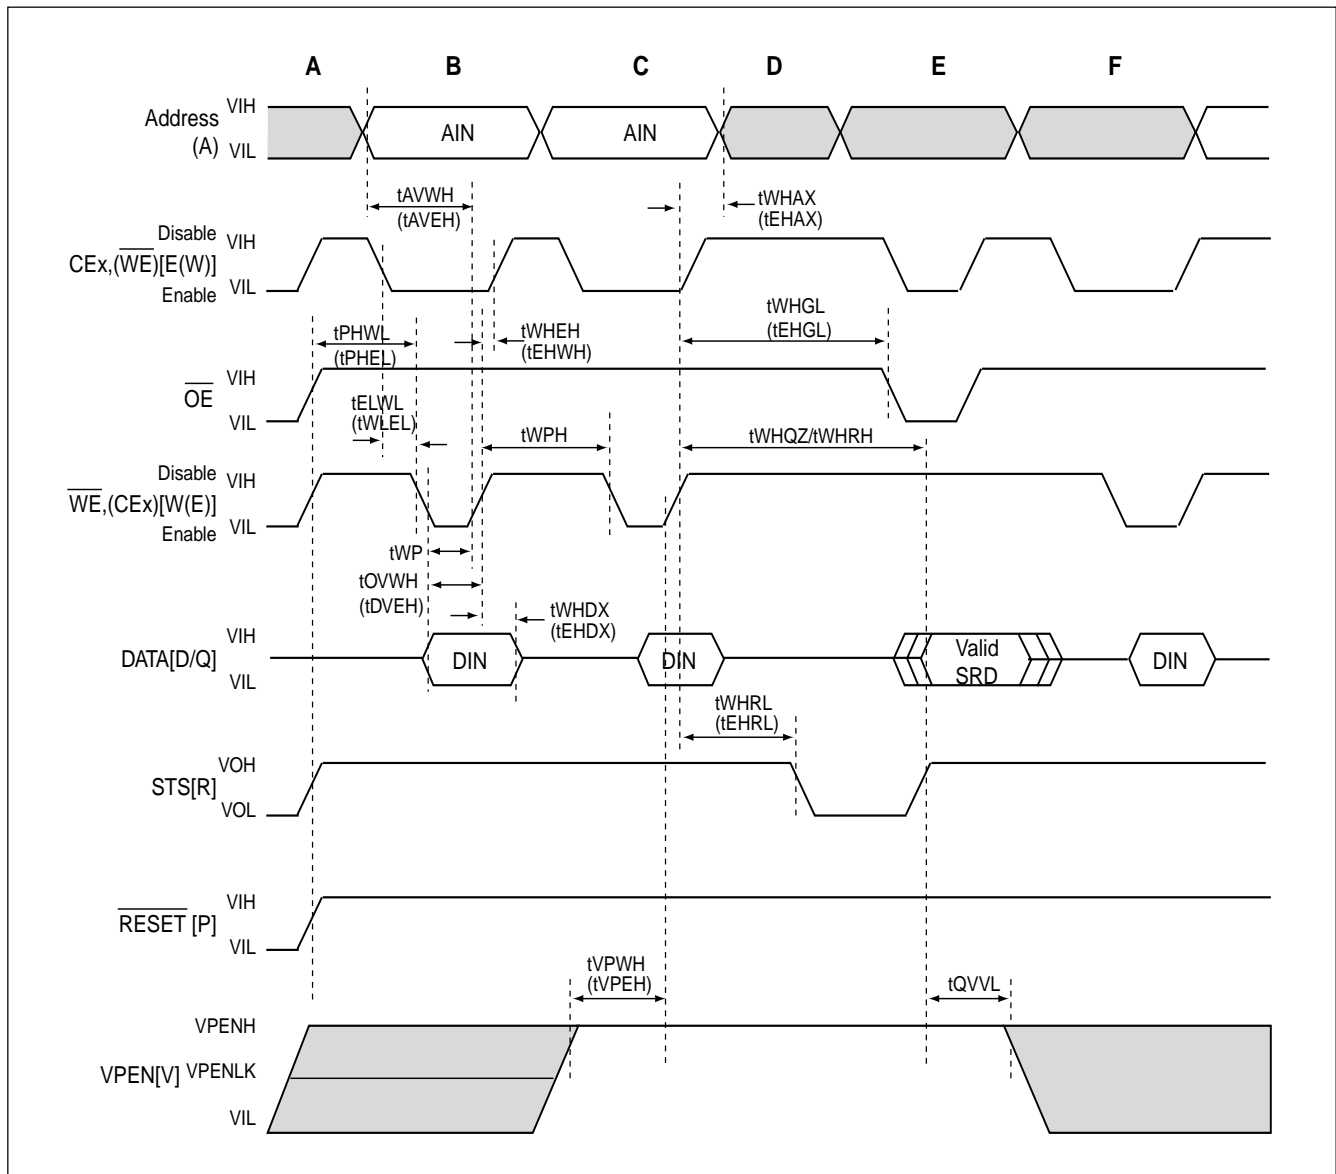 A B C D E F
Address (A)
VIH
VIL
AIN AIN
tAVWH
(tAVEH)
tWHAX
(tEHAX)
Disable
VIH
CEx,(WE)[E(W)]
Enable
VIL
tPHWL
(tPHEL)
tWHEH
(tEHWH)
tWHGL
(tEHGL)
OE
VIH
VIL
tELWL
(tWLEL)
tWPH
tWHQZ/tWHRH
Disable
VIH
WE,(CEx)[W(E)]
Enable
VIL
tWP
tOVWH
(tDVEH)
tWHDX
(tEHDX)
DATA[D/Q]
VIH
VIL
DIN DIN
Valid
SRD
DIN
tWHRL
(tEHRL)
STS[R]
VOH
VOL
RESET [P]
VIH
VIL
tVPWH
(tVPEH)
tQVVL
VPENH
VPEN[V] VPENLK
VIL